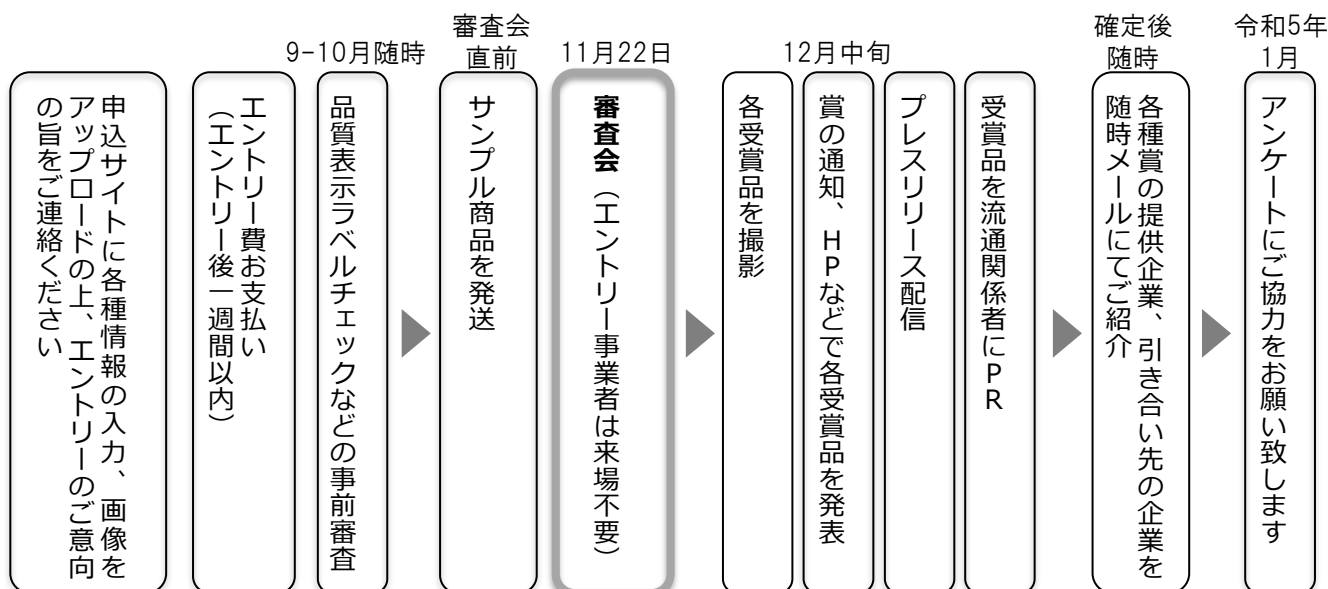 申込サイトに各種情報の入力、画像を
アップロードの上、エントリーのご意向
の旨をご連絡ください
エントリー費お支払い
（エントリー後一週間以内）
9-10月随時
品質表示ラベルチェックなどの事前審査
審査会
直前
サンプル商品を発送
11月22日
審査会（エントリー事業者は来場不要）
12月中旬
各受賞品を撮影
賞の通知、HPなどで各受賞品を発表
プレスリリース配信
受賞品を流通関係者にPR
確定後
随時
各種賞の提供企業、引き合い先の企業を
随時メールにてご紹介
令和5年
1月
アンケートにご協力をお願い致します